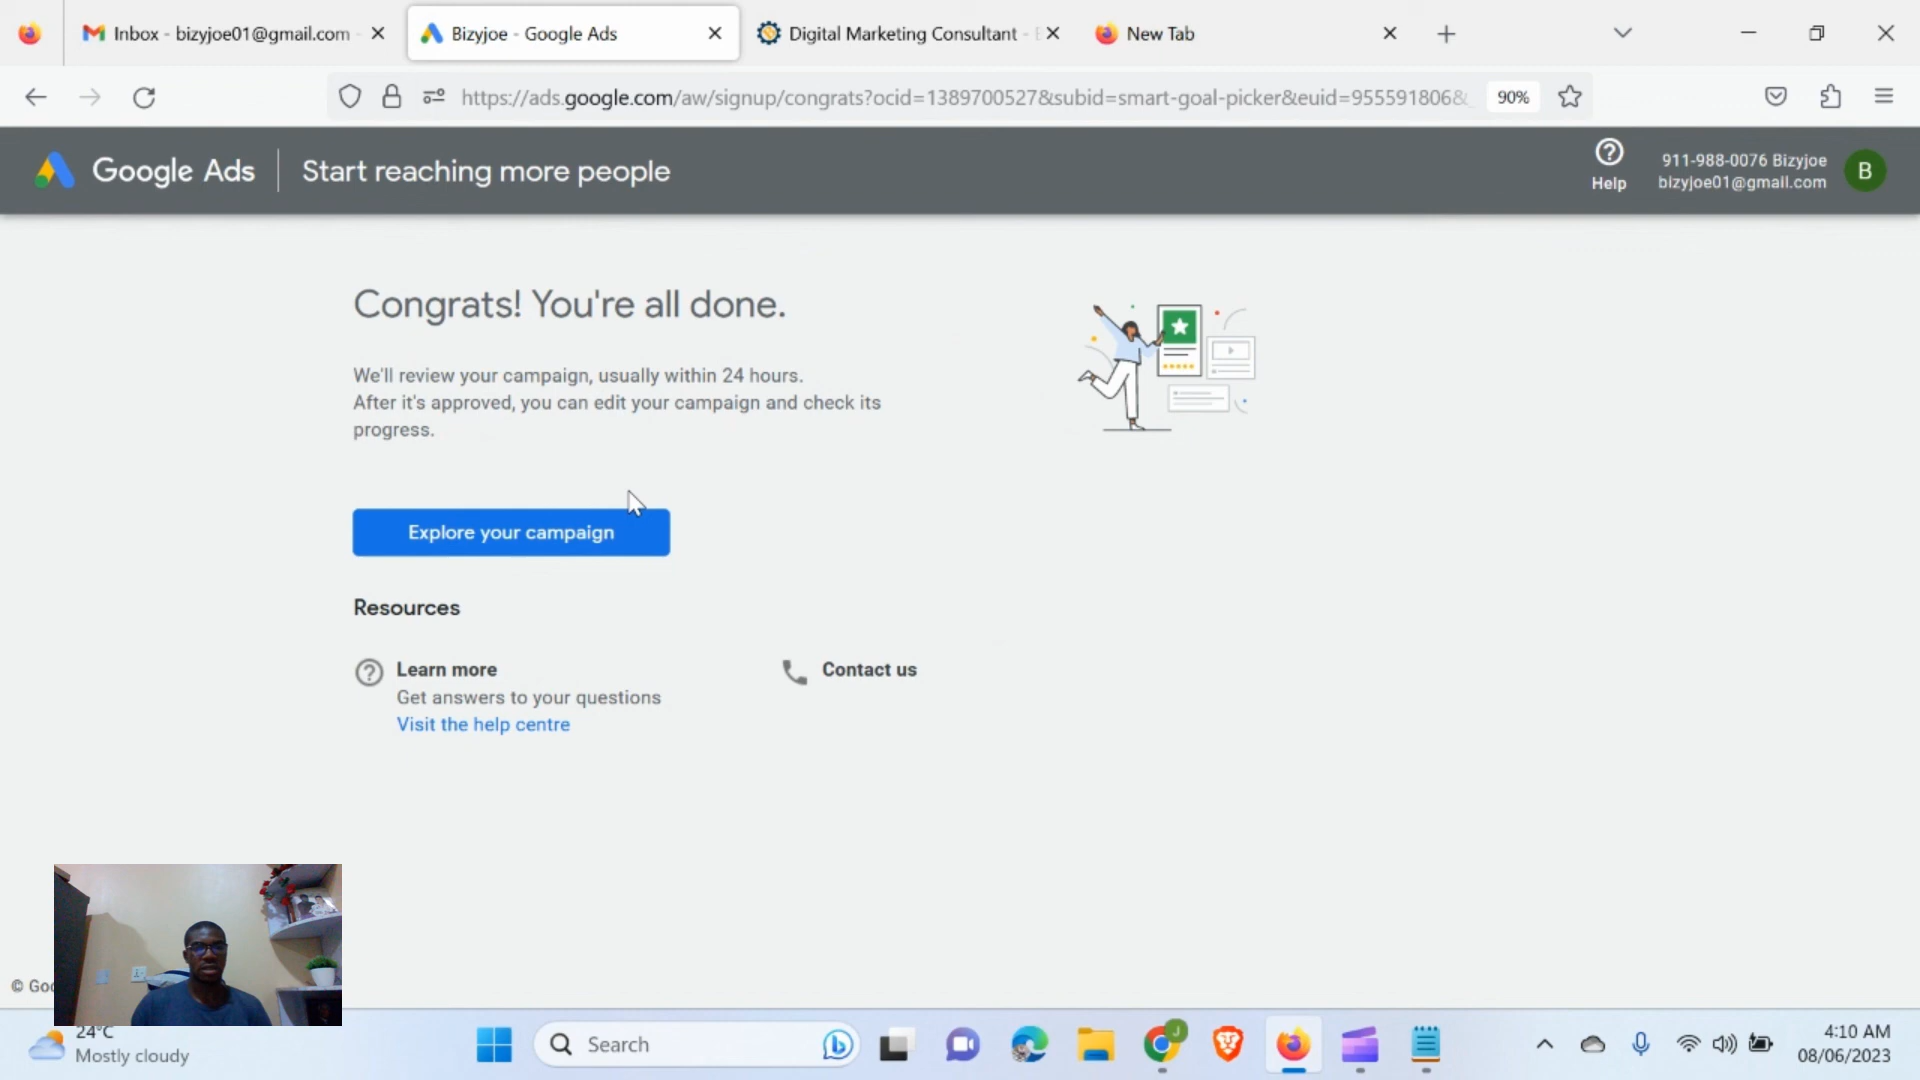 Inbox - bizyjoe01@gmail.com
Bizyjoe - Google Ads
Digital Marketing Consultant -
New Tab
https://ads.google.com/aw/signup/congrats?ocid=1389700527&subid=smart-goal-picker&euid=955591806&
90%
Google Ads
Start reaching more people
Help
911-988-0076 Bizyjoe
bizyjoe01@gmail.com
B
Congrats! You're all done.
We'll review your campaign, usually within 24 hours.
After it's approved, you can edit your campaign and check its
progress.
Explore your campaign
Resources
Learn more
Get answers to your questions
Visit the help centre
Contact us
© Goo
24°C
Mostly cloudy
Search
J
4:10 AM
08/06/2023